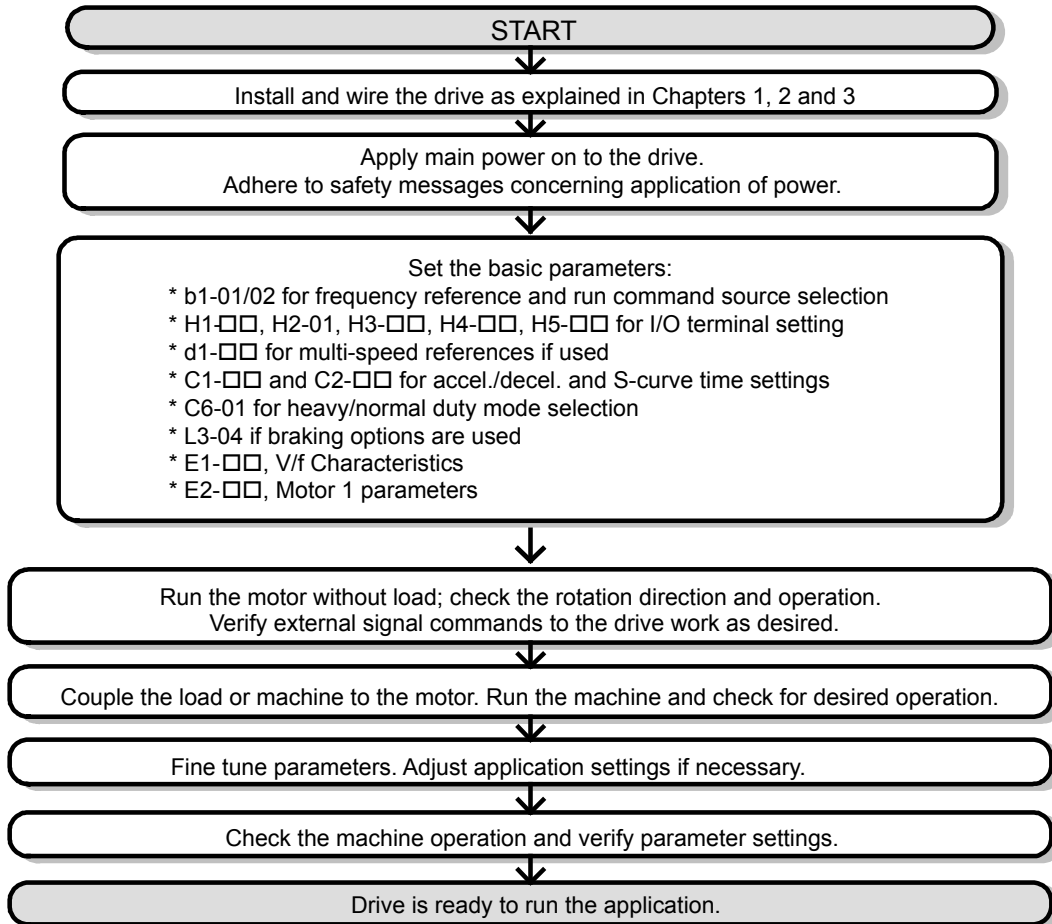 START
Install and wire the drive as explained in Chapters 1, 2 and 3
Apply main power on to the drive.
Adhere to safety messages concerning application of power.
Set the basic parameters:
* b1-01/02 for frequency reference and run command source selection
* H1-□□, H2-01, H3-□□, H4-□□, H5-□□ for I/O terminal setting
* d1-□□ for multi-speed references if used
* C1-□□ and C2-□□ for accel./decel. and S-curve time settings
* C6-01 for heavy/normal duty mode selection
* L3-04 if braking options are used
* E1-□□, V/f Characteristics
* E2-□□, Motor 1 parameters
Run the motor without load; check the rotation direction and operation.
Verify external signal commands to the drive work as desired.
Couple the load or machine to the motor. Run the machine and check for desired operation.
Fine tune parameters. Adjust application settings if necessary.
Check the machine operation and verify parameter settings.
Drive is ready to run the application.